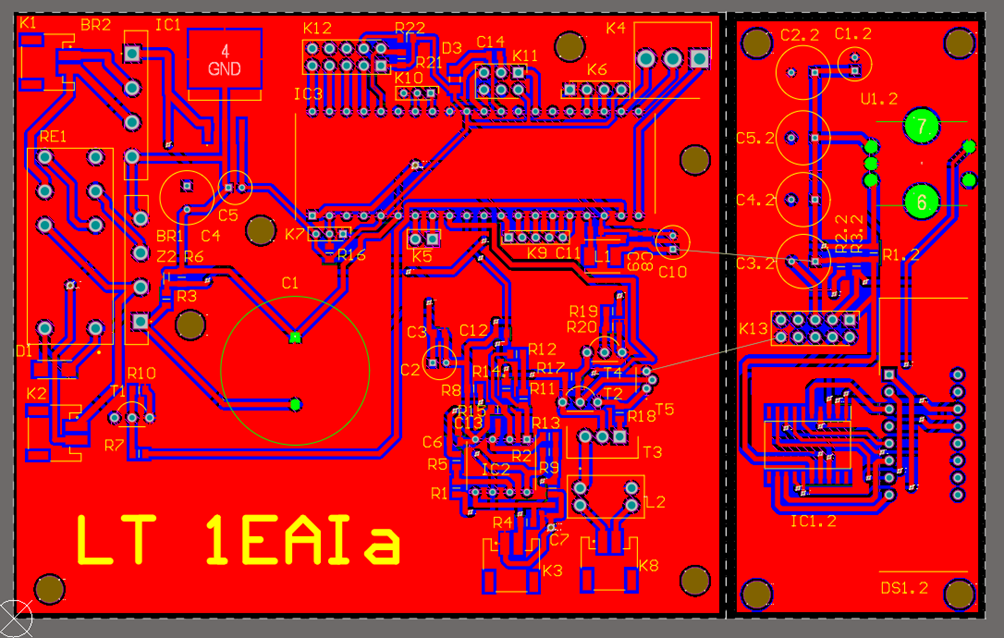 K1
BR2
IC1
4
GND
K12
R22
R21
D3
C14
K11
K10
K6
K4
IC3
C2.2
C1.2
U1.2
7
RE1
C5.2
C5
C4.2
6
BR1
C4
K7
R16
K5
K9
C11
L1
C9
C8
C10
R2.2
R3.2
R1.2
C3.2
Z2
R6
R3
C1
R19
R20
K13
C3
C12
D1
R12
C2
R14
R17
T4
R10
T1
R8
R11
T2
K2
R15
R18
T5
C13
R13
R7
C6
R2
T3
R5
IC2
R9
R1
L2
R4
C7
IC1.2
LT 1EAIa
K3
K8
DS1.2